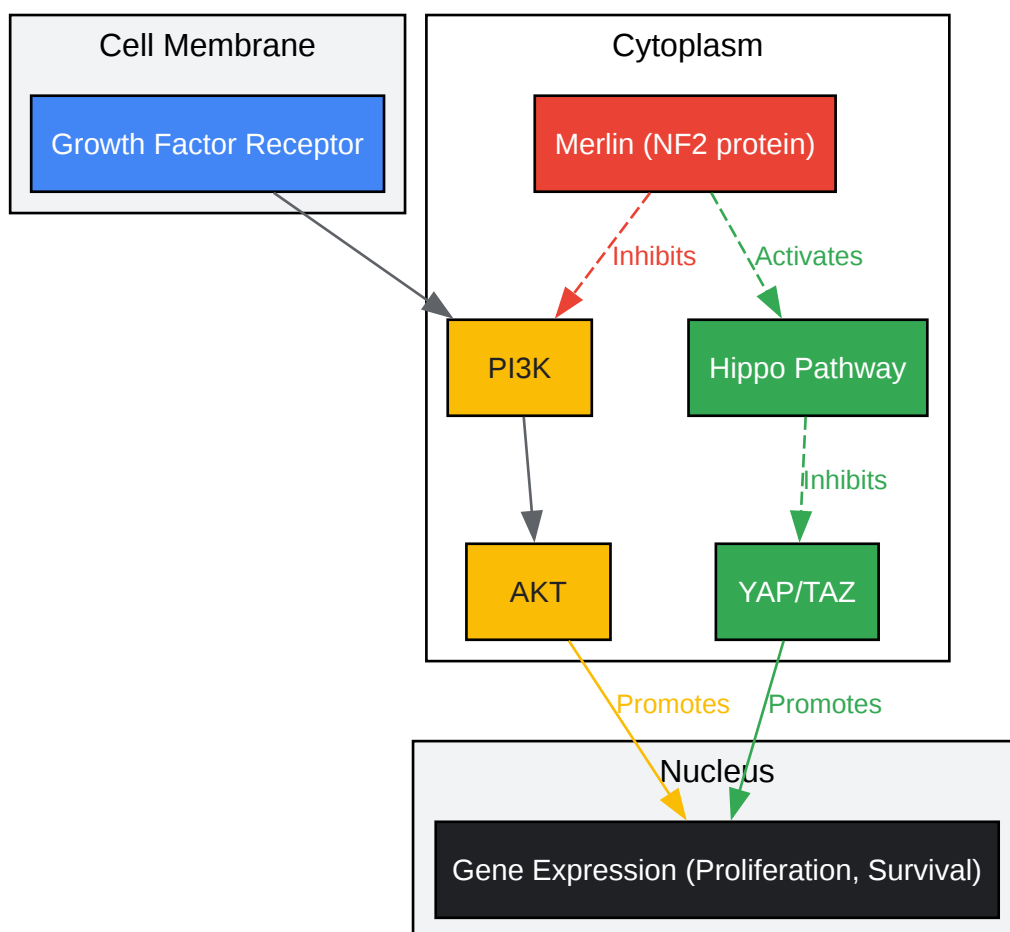 Cell Membrane
Growth Factor Receptor
Cytoplasm
Merlin (NF2 protein)
Inhibits
Activates
PI3K
Hippo Pathway
Inhibits
AKT
YAP/TAZ
Promotes
Promotes
Nucleus
Gene Expression (Proliferation, Survival)